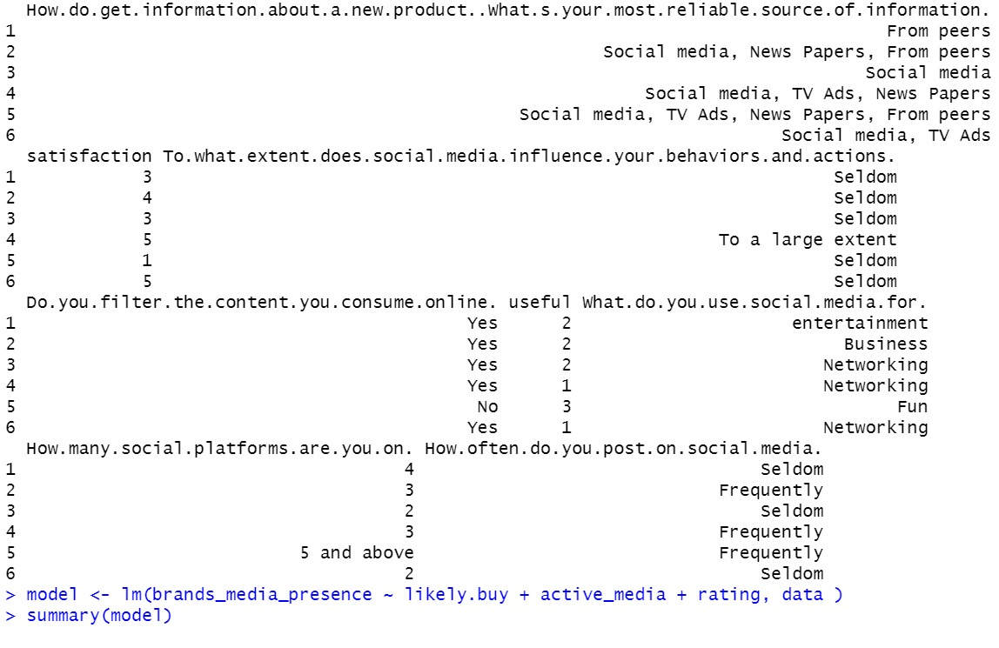 How.do.get.information.about.a.new.product..What.s.your.most.reliable.source.of.information.
1 From peers
2 Social media, News Papers, From peers
3 Social media
4 Social media, TV Ads, News Papers
5 Social media, TV Ads, News Papers, From peers
6 Social media, TV Ads
satisfaction To.what.extent.does.social.media.influence.your.behaviors.and.actions.
1 3 Seldom
2 4 Seldom
3 3 Seldom
4 5 To a large extent
5 1 Seldom
6 5 Seldom
Do.you.filter.the.content.you.consume.online. useful What.do.you.use.social.media.for.
1 Yes 2 entertainment
2 Yes 2 Business
3 Yes 2 Networking
4 Yes 1 Networking
5 No 3 Fun
6 Yes 1 Networking
How.many.social.platforms.are.you.on. How.often.do.you.post.on.social.media.
1 4 Seldom
2 3 Frequently
3 2 Seldom
4 3 Frequently
5 5 and above Frequently
6 2 Seldom
> model <- lm(brands_media_presence ~ likely.buy + active_media + rating, data )
> summary(model)